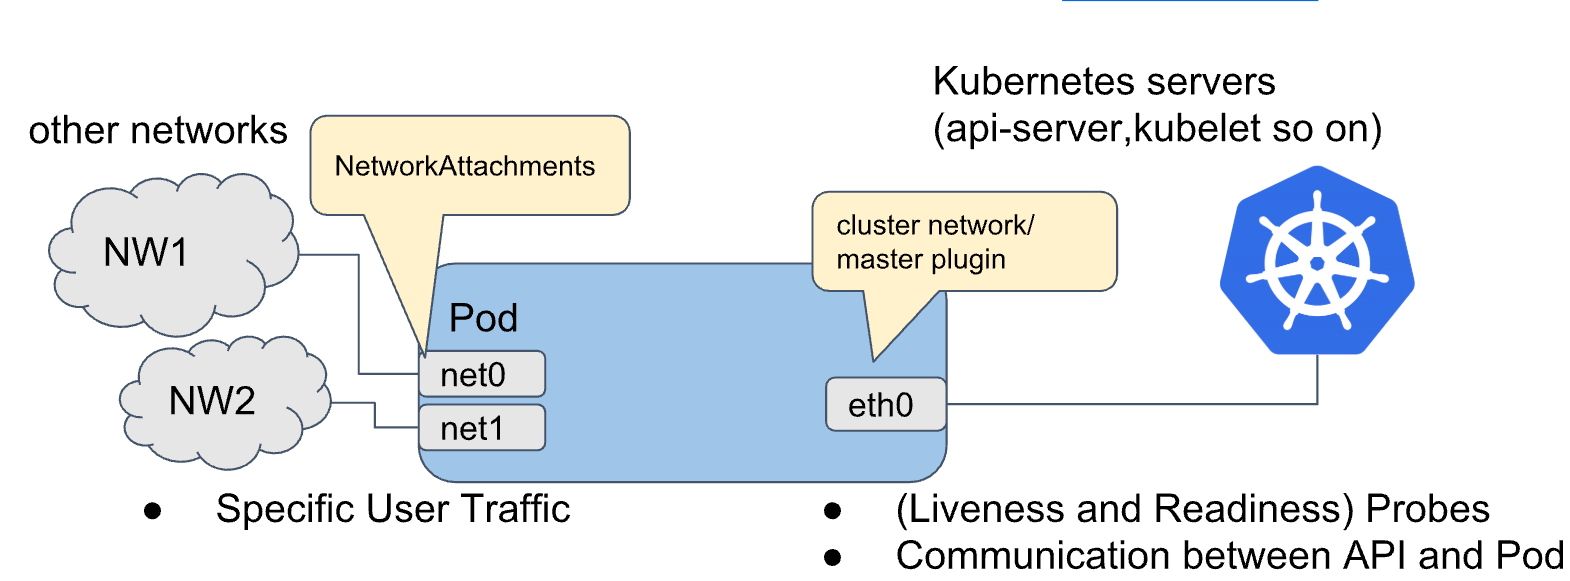 Kubernetes servers
(api-server,kubelet so on)
other networks
NetworkAttachments
cluster network/
master plugin
NW1
Pod
net0
NW2
eth0
net1
● Specific User Traffic
● (Liveness and Readiness) Probes
● Communication between API and Pod